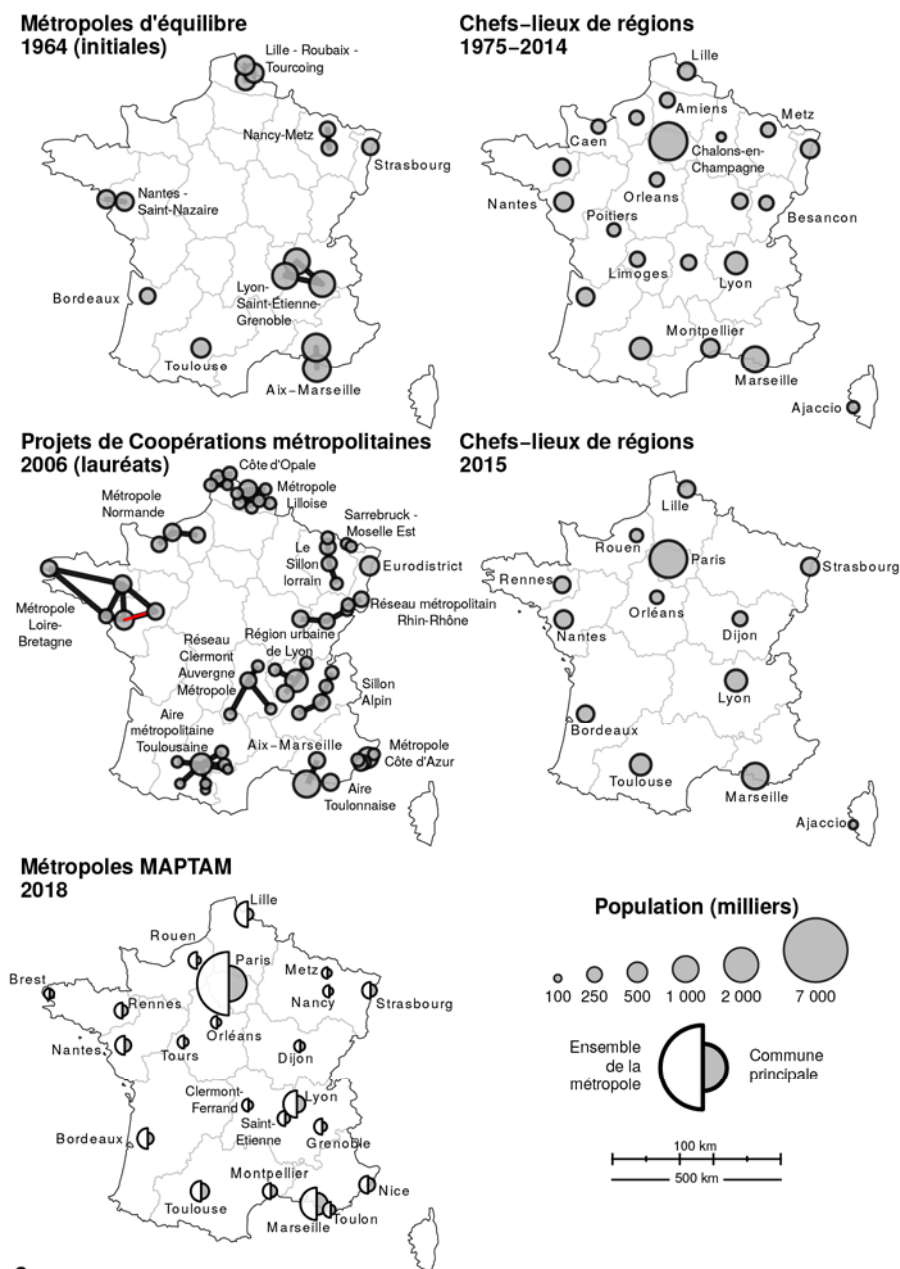 Métropoles d'équilibre
1964 (initiales)
Lille - Roubaix -
Tourcoing
Nancy-Metz
Strasbourg
Nantes -
Saint-Nazaire
Lyon-
Saint-Étienne-
Grenoble
Bordeaux
Toulouse
Aix−Marseille
Chefs−lieux de régions
1975−2014
Lille
Amiens
Metz
Caen
Chalons-en-
Champagne
Nantes
Orleans
Besancon
Poitiers
Limoges
Lyon
Montpellier
Marseille
Ajaccio
Projets de Coopérations métropolitaines
2006 (lauréats)
Côte d'Opale
Métropole
Lilloise
Métropole
Normande
Sarrebruck -
Moselle Est
Le
Sillon
lorrain
Eurodistrict
Métropole
Loire-
Bretagne
Réseau métropolitain
Rhin-Rhône
Réseau
Clermont
Auvergne
Métropole
Région urbaine
de Lyon
Sillon
Alpin
Aire
métropolitaine
Toulousaine
Aix−Marseille
Métropole
Côte d'Azur
Aire
Toulonnaise
Chefs−lieux de régions
2015
Lille
Rouen
Paris
Strasbourg
Rennes
Orléans
Nantes
Dijon
Lyon
Bordeaux
Toulouse
Marseille
Ajaccio
Métropoles MAPTAM
2018
Lille
Rouen
Paris
Metz
Brest
Rennes
Nancy
Strasbourg
Orléans
Nantes
Tours
Dijon
Clermont-
Ferrand
Lyon
Saint-
Etienne
Grenoble
Bordeaux
Montpellier
Nice
Toulouse
Marseille
Toulon
Population (milliers)
100 250 500 1 000 2 000 7 000
Ensemble
de la
métropole
Commune
principale
100 km
500 km